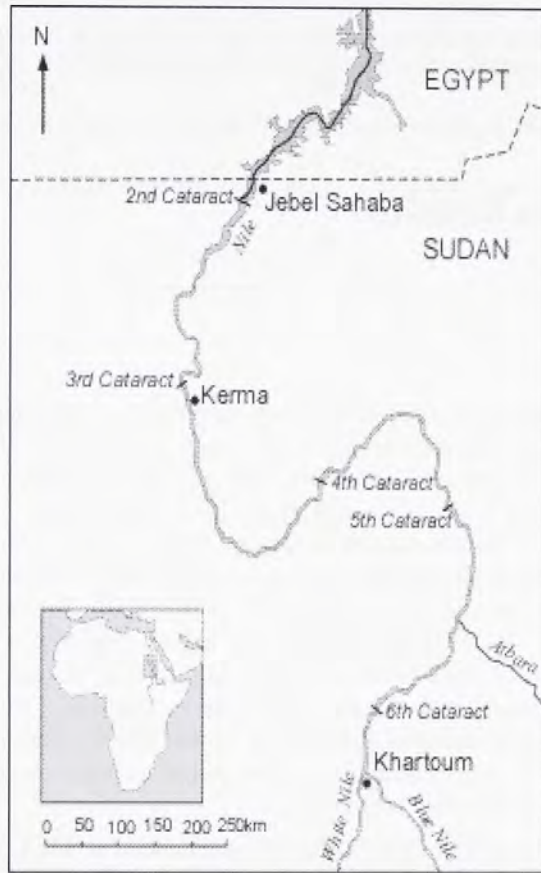 N
EGYPT
2nd Cataract
Jebel Sahaba
Nile
SUDAN
3rd Cataract
Kerma
4th Cataract
5th Cataract
Atbara
6th Cataract
Khartoum
White Nile
Blue Nile
0 50 100 150 200 250km